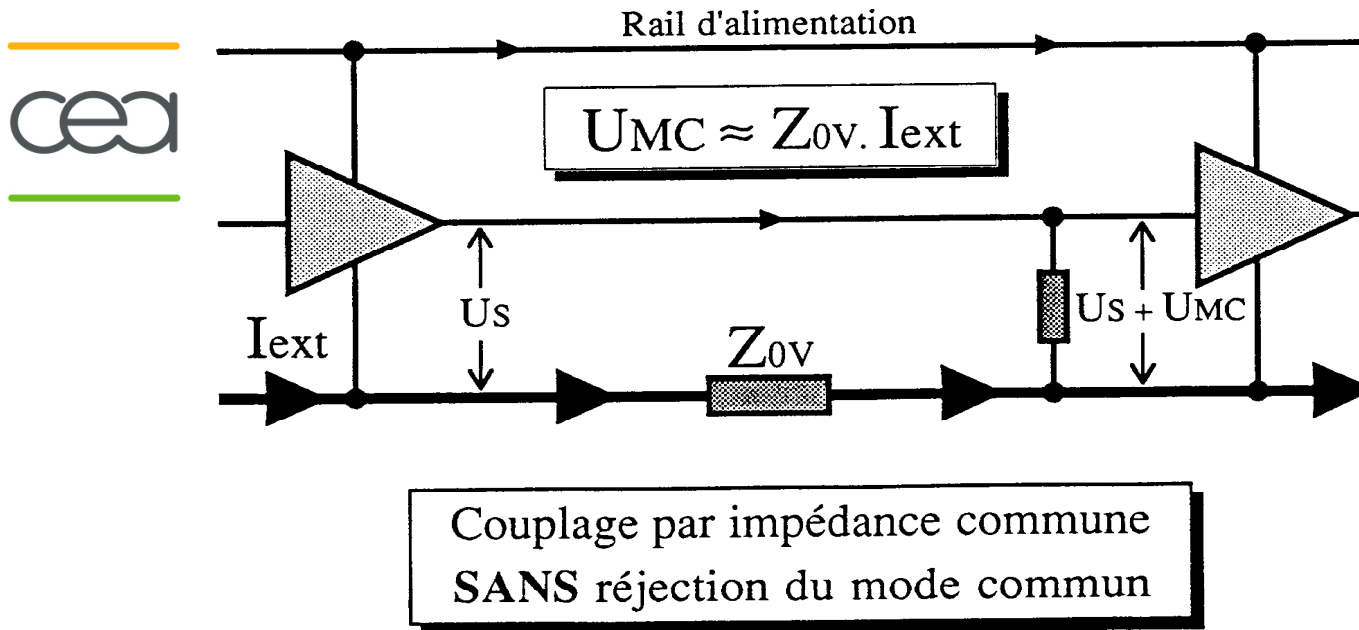 cea
Rail d'alimentation
UMC ≈ Z0V. Iext
US
US + UMC
Iext
Z0V
Couplage par impédance commune
SANS réjection du mode commun